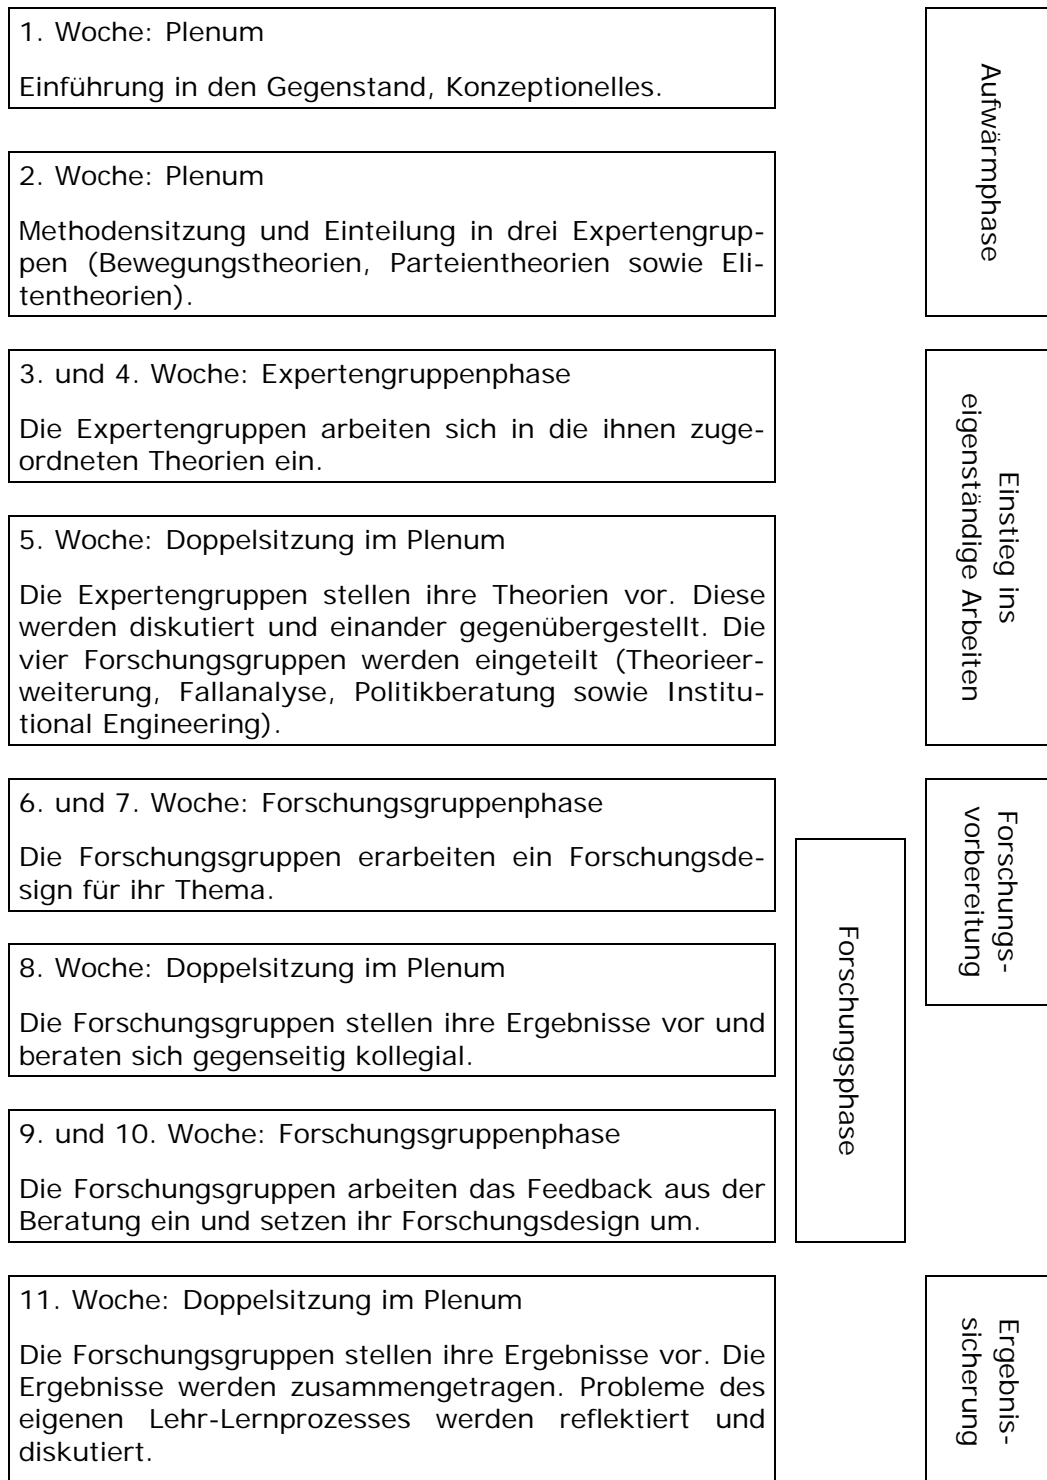 1. Woche: Plenum
Einführung in den Gegenstand, Konzeptionelles.
2. Woche: Plenum
Methodensitzung und Einteilung in drei Expertengrup-
pen (Bewegungstheorien, Parteientheorien sowie Eli-
tentheorien).
Aufwärmphase
3. und 4. Woche: Expertengruppenphase
Die Expertengruppen arbeiten sich in die ihnen zuge-
ordneten Theorien ein.
5. Woche: Doppelsitzung im Plenum
Die Expertengruppen stellen ihre Theorien vor. Diese
werden diskutiert und einander gegenübergestellt. Die
vier Forschungsgruppen werden eingeteilt (Theorieer-
weiterung, Fallanalyse, Politikberatung sowie Institu-
tional Engineering).
Einstieg ins
eigenständige Arbeiten
6. und 7. Woche: Forschungsgruppenphase
Die Forschungsgruppen erarbeiten ein Forschungsde-
sign für ihr Thema.
8. Woche: Doppelsitzung im Plenum
Die Forschungsgruppen stellen ihre Ergebnisse vor und
beraten sich gegenseitig kollegial.
9. und 10. Woche: Forschungsgruppenphase
Die Forschungsgruppen arbeiten das Feedback aus der
Beratung ein und setzen ihr Forschungsdesign um.
Forschungsphase
Forschungs-
vorbereitung
11. Woche: Doppelsitzung im Plenum
Die Forschungsgruppen stellen ihre Ergebnisse vor. Die
Ergebnisse werden zusammengetragen. Probleme des
eigenen Lehr-Lernprozesses werden reflektiert und
diskutiert.
Ergebnis-
sicherung